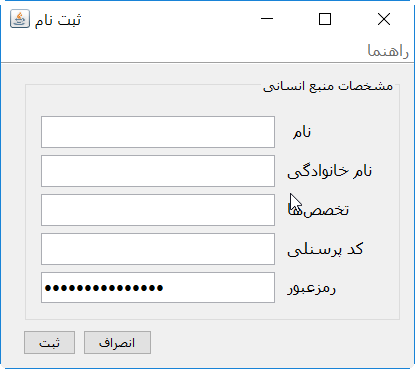 ثبت نام
راهنما
مشخصات منبع انسانی
نام
نام خانوادگی
تخصص‌ها
کد پرسنلی
رمزعبور
انصراف
ثبت